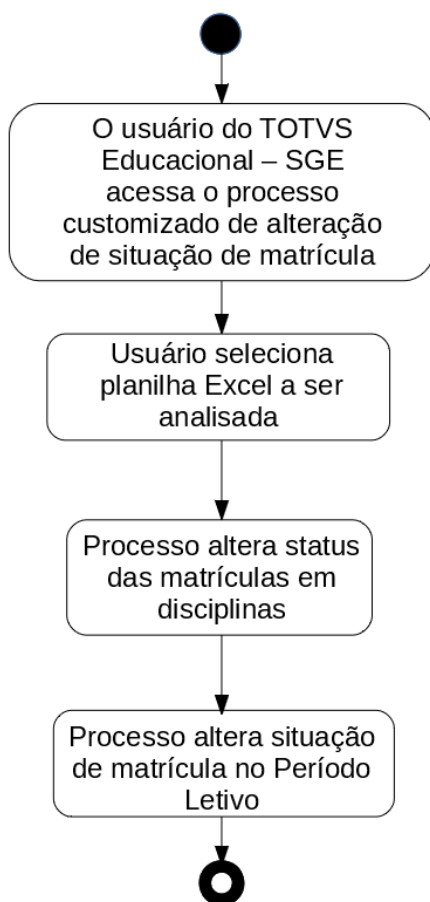 O usuário do TOTVS
Educacional – SGE
acessa o processo
customizado de alteração
de situação de matrícula
Usuário seleciona
planilha Excel a ser
analisada
Processo altera status
das matrículas em
disciplinas
Processo altera situação
de matrícula no Período
Letivo